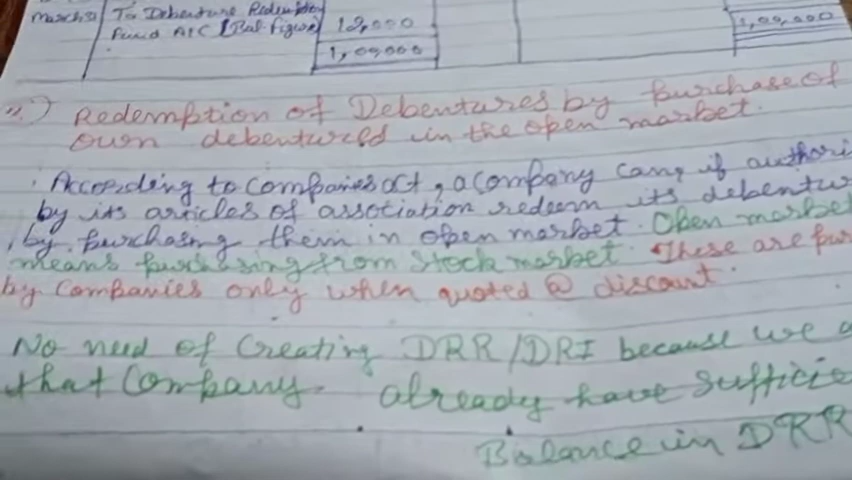 March31 To Debenture Redemption
Fund A/C (Bal. figure) 12,000 1,00,000
1,00,000
Redemption of Debentures by purchase of
own debentured in the open market.
According to companies act, a company can, if authori
by its articles of association redeem its debentu
by purchasing them in open market. Open market
means purchasing from stock market. These are pur
by Companies only when quoted @ discount.
No need of Creating DRR/DRI because we a
that Company already have sufficie
Balance in DRR